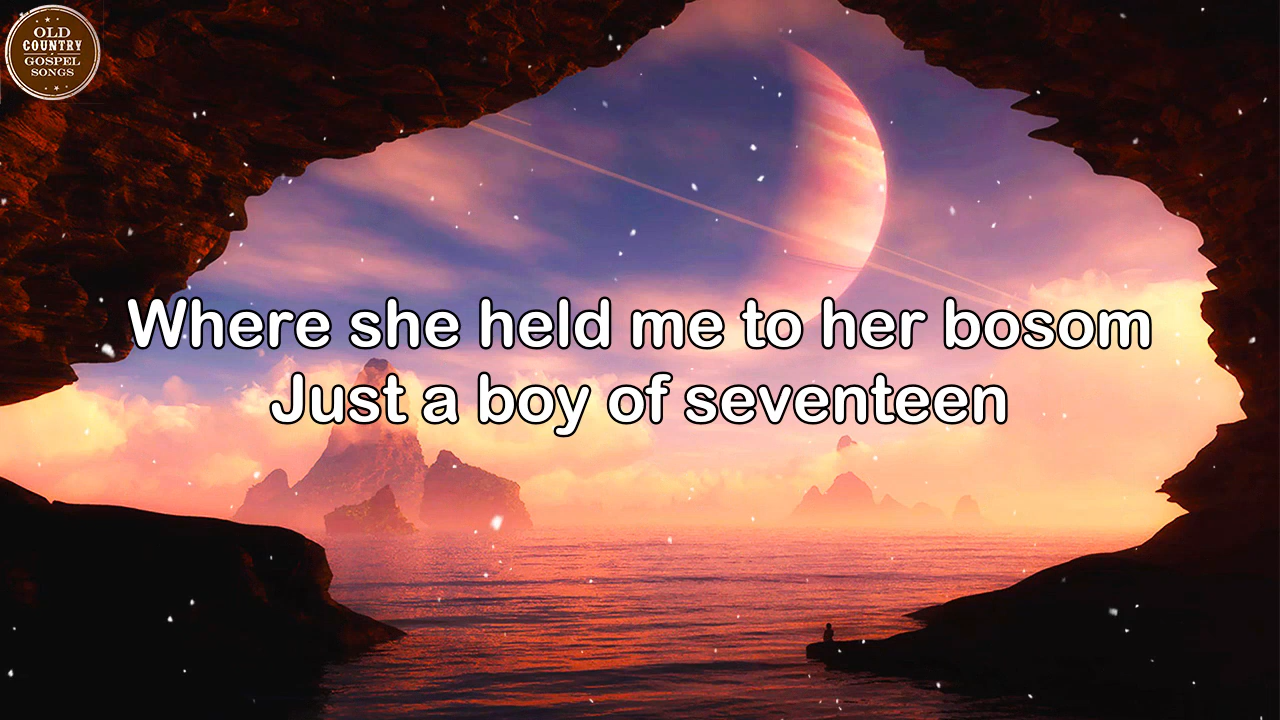 OLD
COUNTRY
GOSPEL
SONGS
Where she held me to her bosom
Just a boy of seventeen